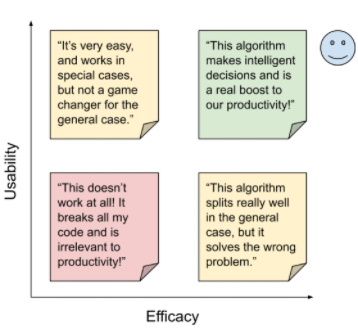 “It’s very easy,
and works in
special cases,
but not a game
changer for the
general case.”
“This algorithm
makes intelligent
decisions and is
a real boost to
our productivity!”
Usability
“This doesn’t
work at all! It
breaks all my
code and is
irrelevant to
productivity!”
“This algorithm
splits really well
in the general
case, but it
solves the wrong
problem.”
Efficacy